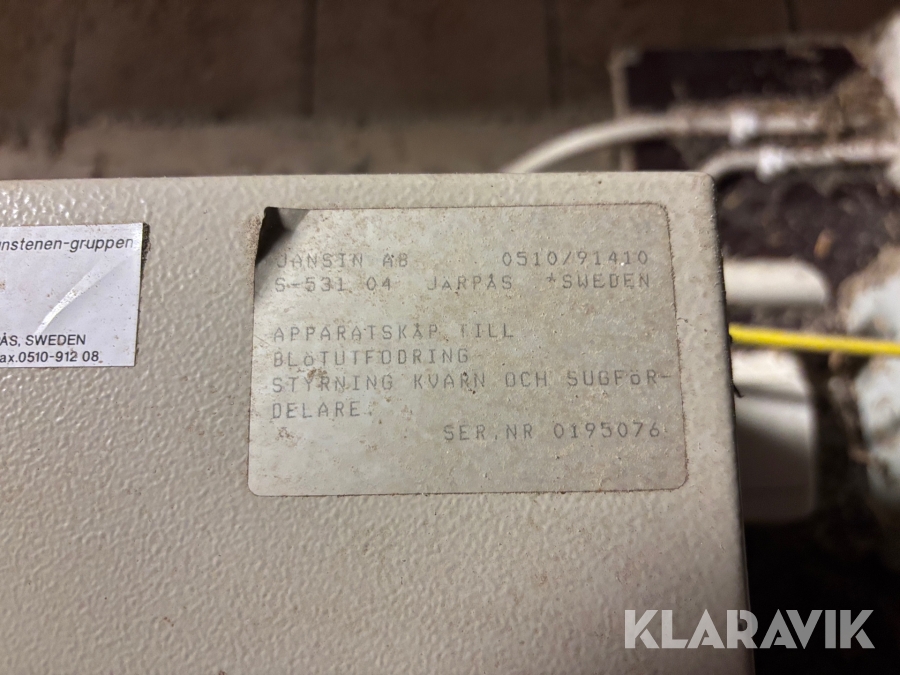 nstenen-gruppen
ÅS, SWEDEN
ax.0510-912 08
JANSIN AB 0510/91410
S-531 04 JäRPÅS *SWEDEN
APPARATSKÅP TILL
BLöTUTFODRING
STYRNING KVARN OCH SUGFöR-
DELARE.
SER.NR 0195076
KLARAVIK